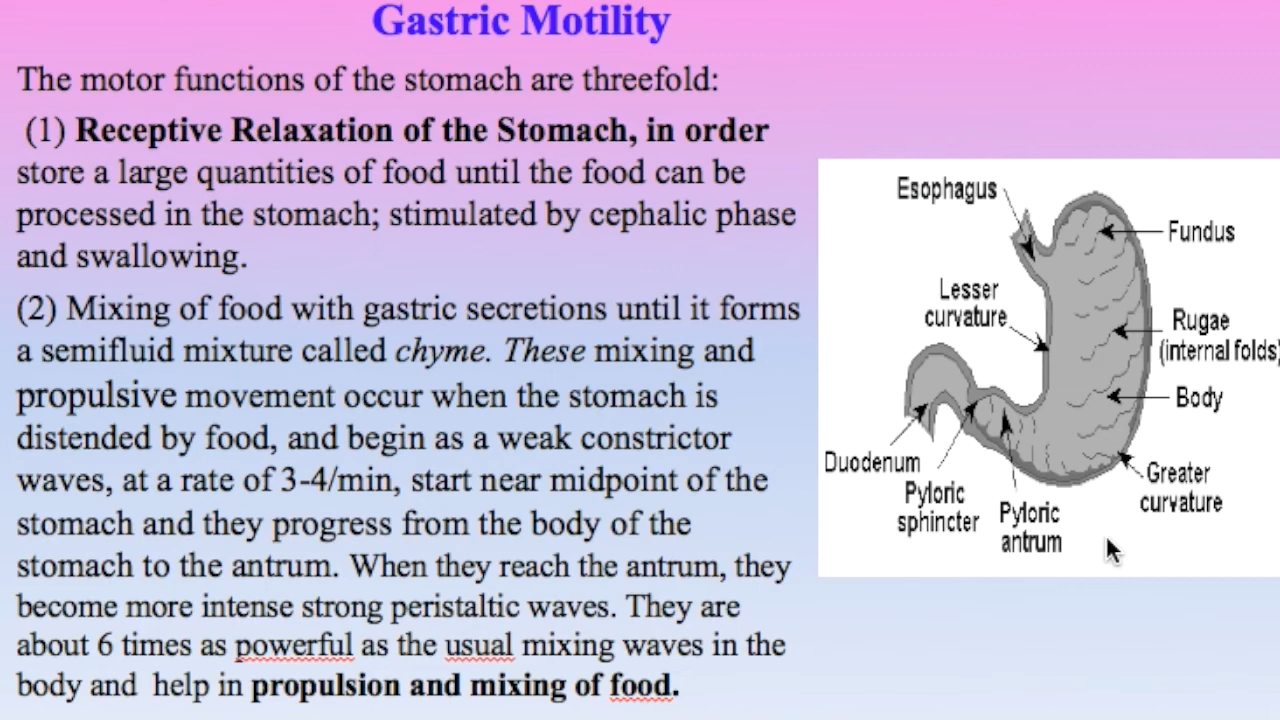 Gastric Motility
The motor functions of the stomach are threefold:
(1) Receptive Relaxation of the Stomach, in order
store a large quantities of food until the food can be
processed in the stomach; stimulated by cephalic phase
and swallowing.
(2) Mixing of food with gastric secretions until it forms
a semifluid mixture called chyme. These mixing and
propulsive movement occur when the stomach is
distended by food, and begin as a weak constrictor
waves, at a rate of 3-4/min, start near midpoint of the
stomach and they progress from the body of the
stomach to the antrum. When they reach the antrum, they
become more intense strong peristaltic waves. They are
about 6 times as powerful as the usual mixing waves in the
body and help in propulsion and mixing of food.
Esophagus
Fundus
Lesser
curvature
Rugae
(internal folds)
Body
Duodenum
Greater
curvature
Pyloric
sphincter
Pyloric
antrum